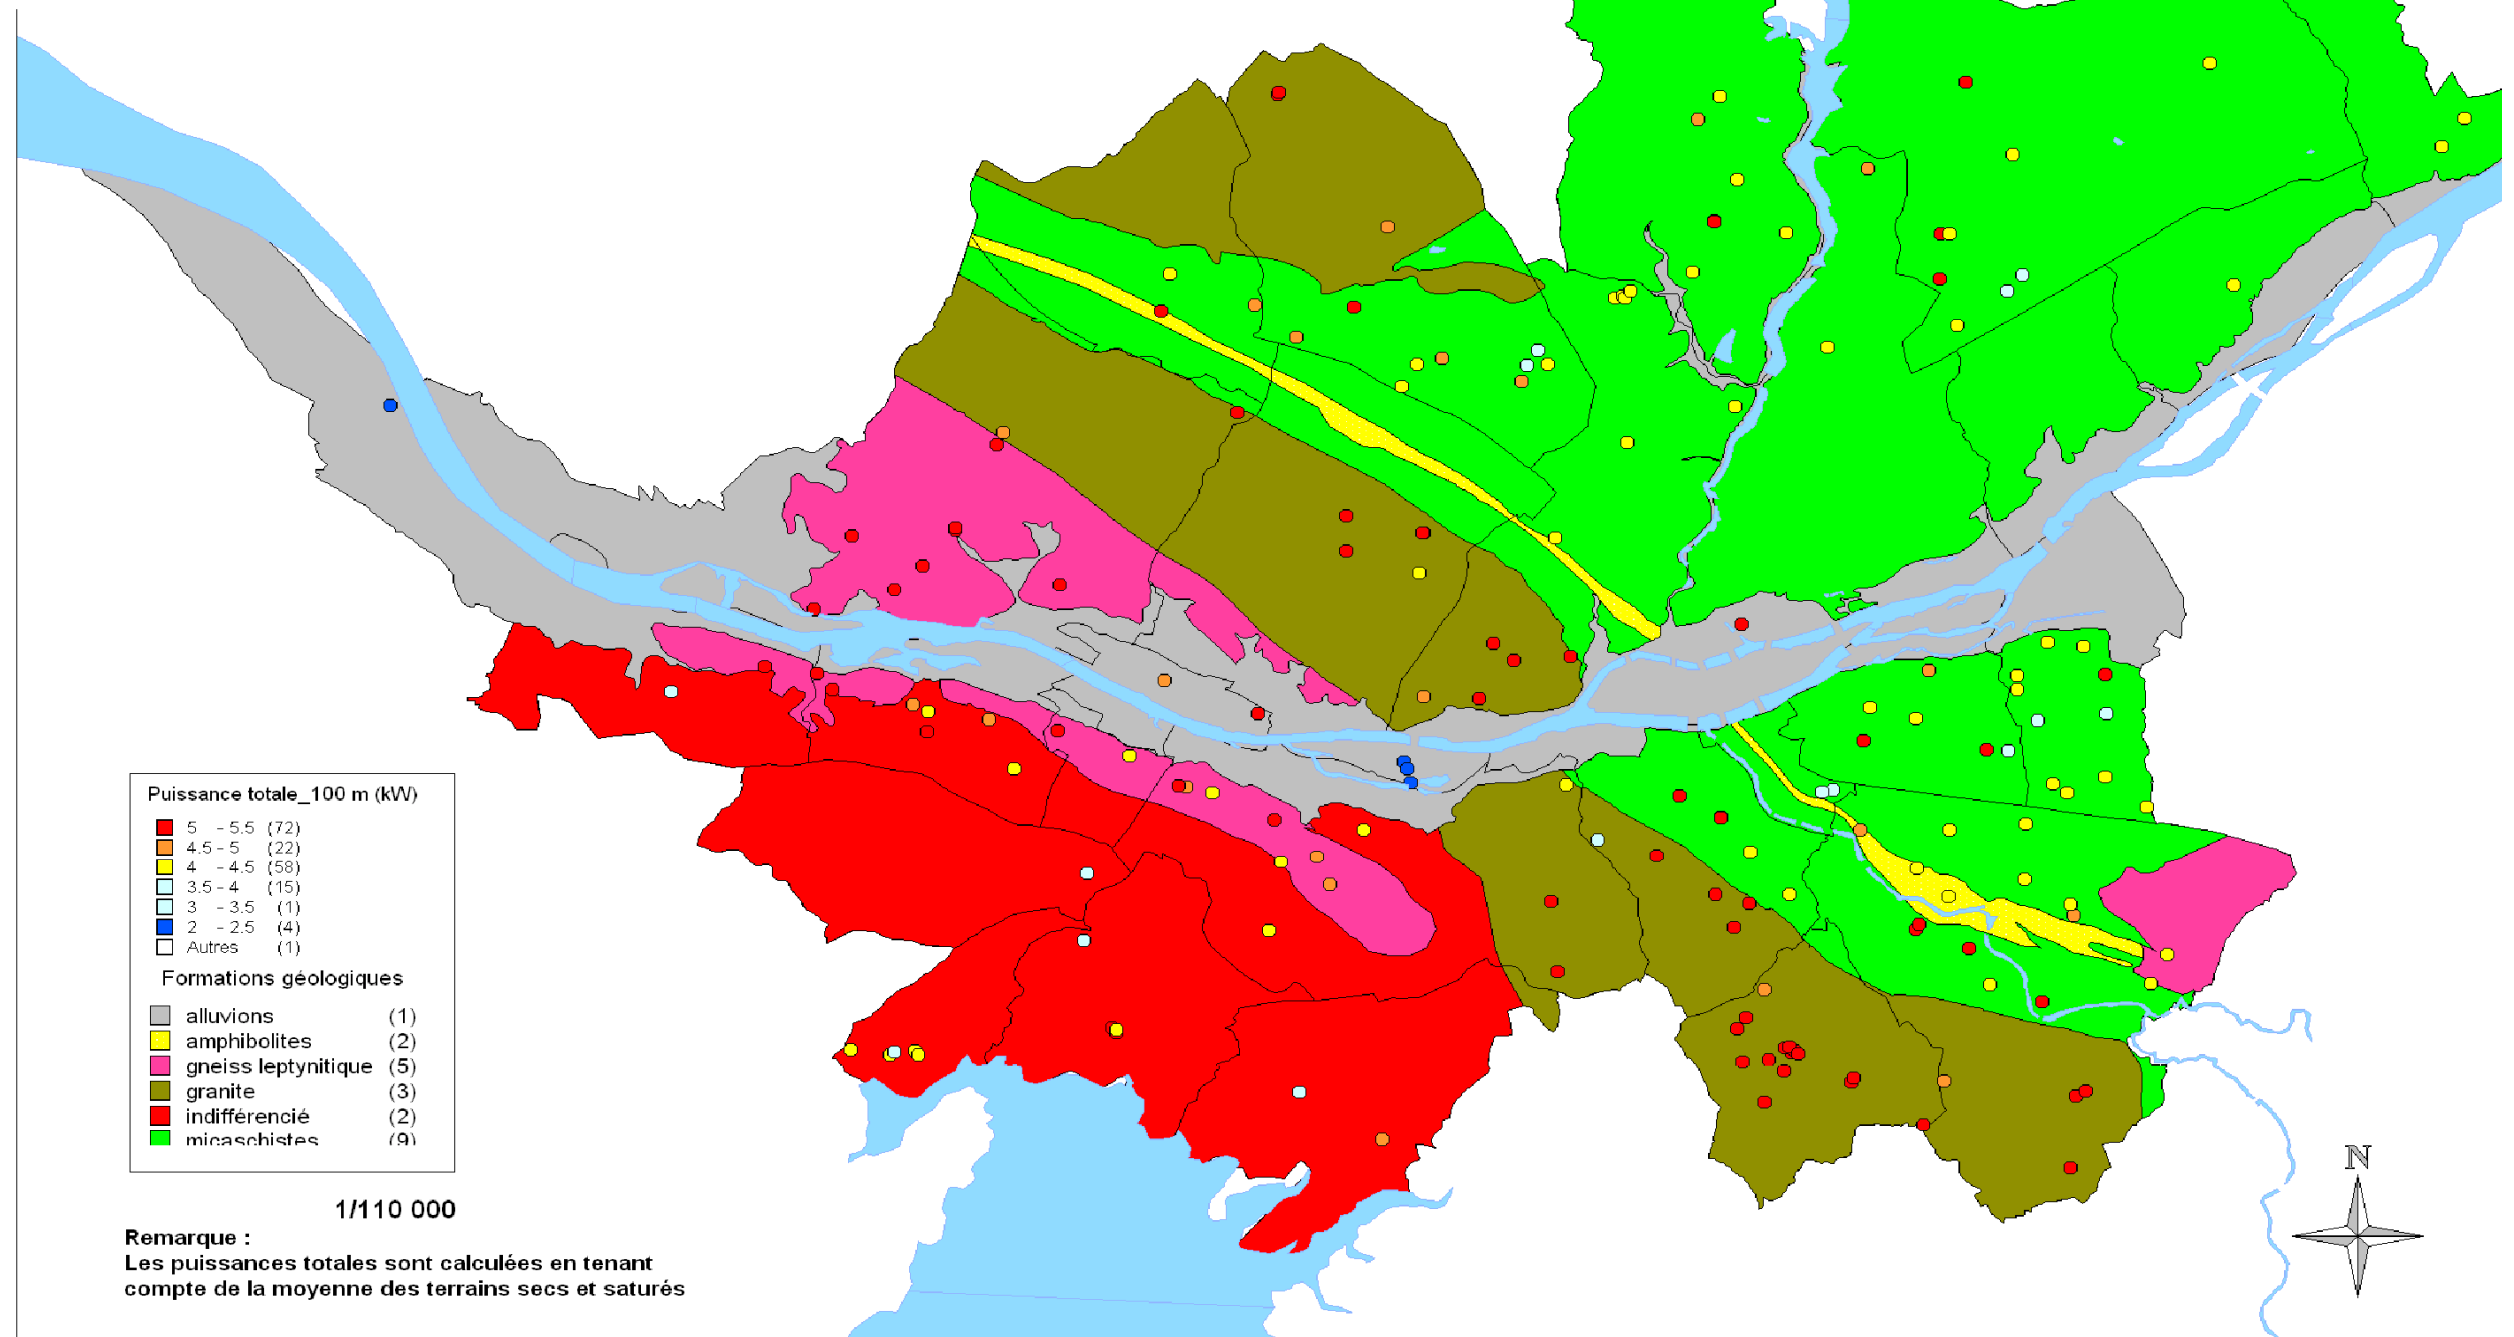 Puissance totale_100 m (kW)
5 - 5.5 (72)
4.5 - 5 (22)
4 - 4.5 (58)
3.5 - 4 (15)
3 - 3.5 (1)
2 - 2.5 (4)
Autres (1)
Formations géologiques
alluvions (1)
amphibolites (2)
gneiss leptynitique (5)
granite (3)
indifférencié (2)
micaschistes (9)
1/110 000
Remarque :
Les puissances totales sont calculées en tenant
compte de la moyenne des terrains secs et saturés
N